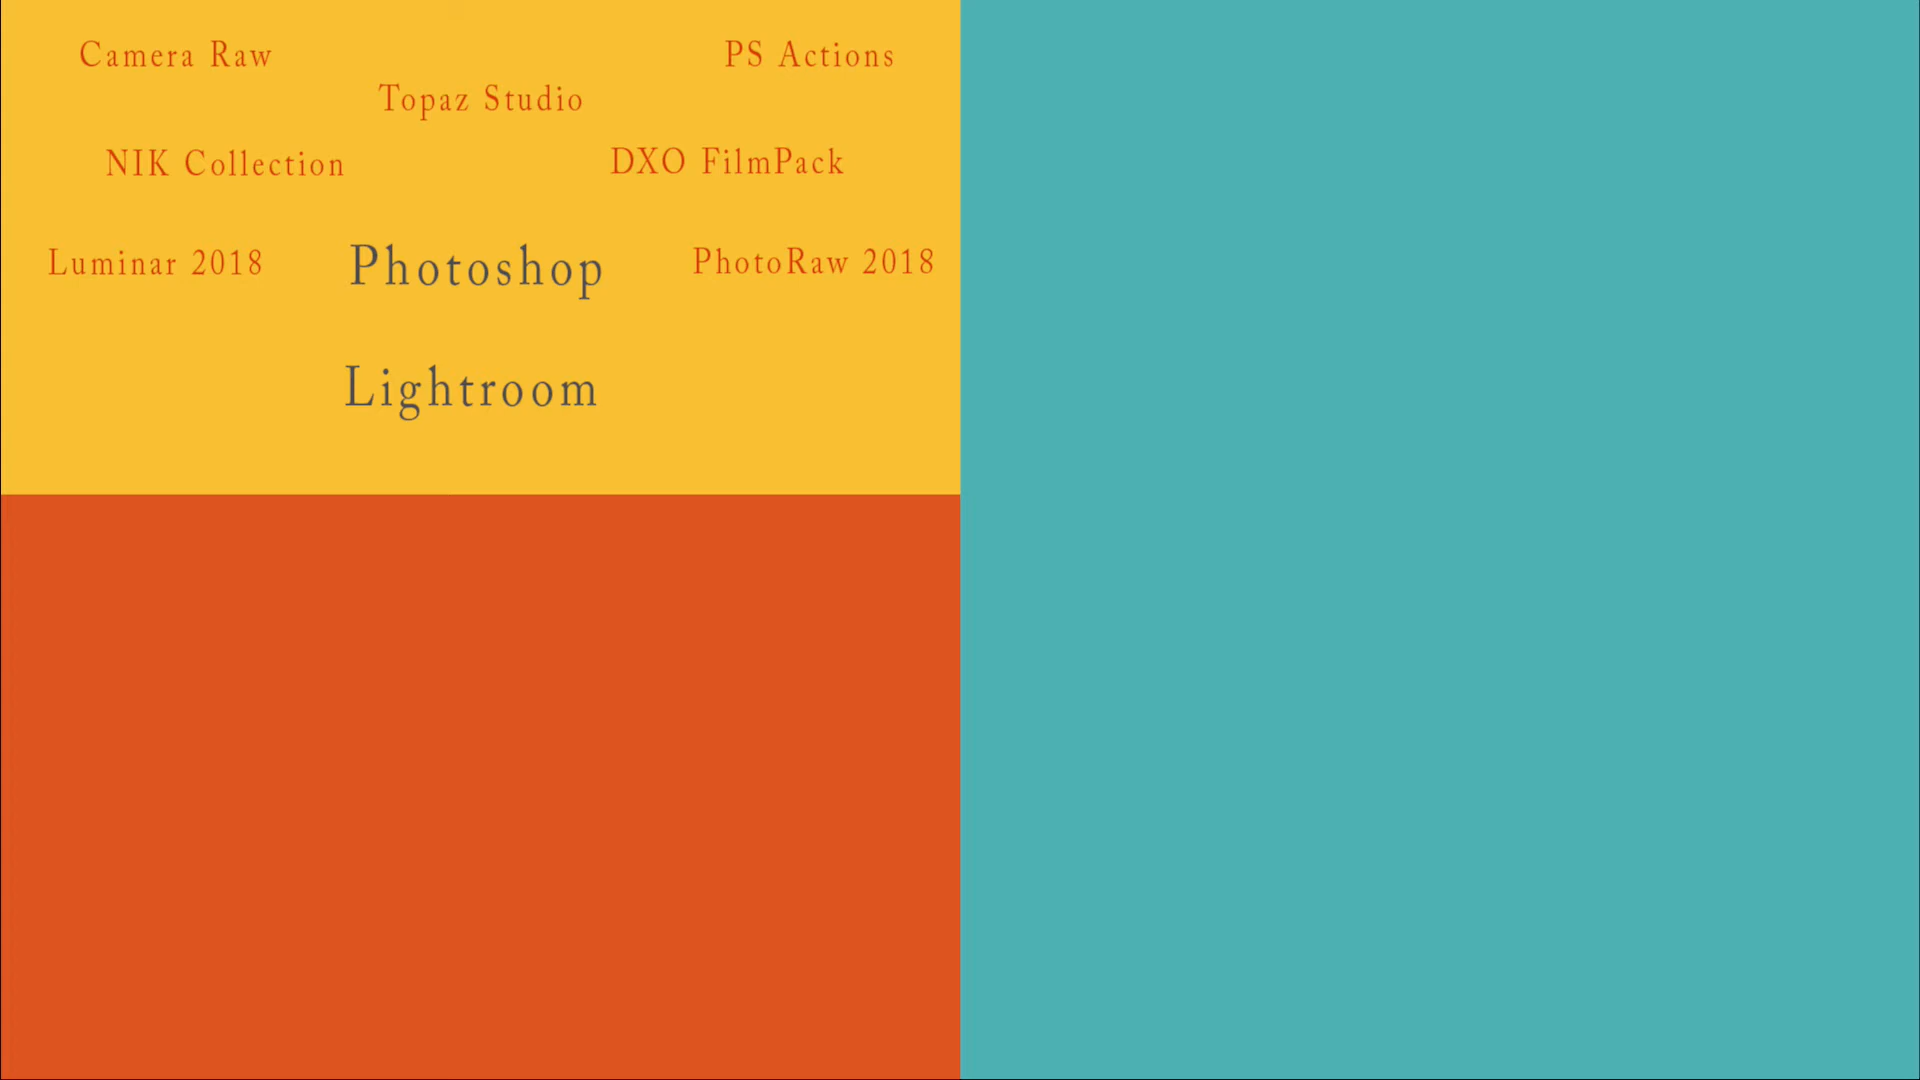 Camera Raw
PS Actions
Topaz Studio
NIK Collection
DXO FilmPack
Luminar 2018
Photoshop
PhotoRaw 2018
Lightroom